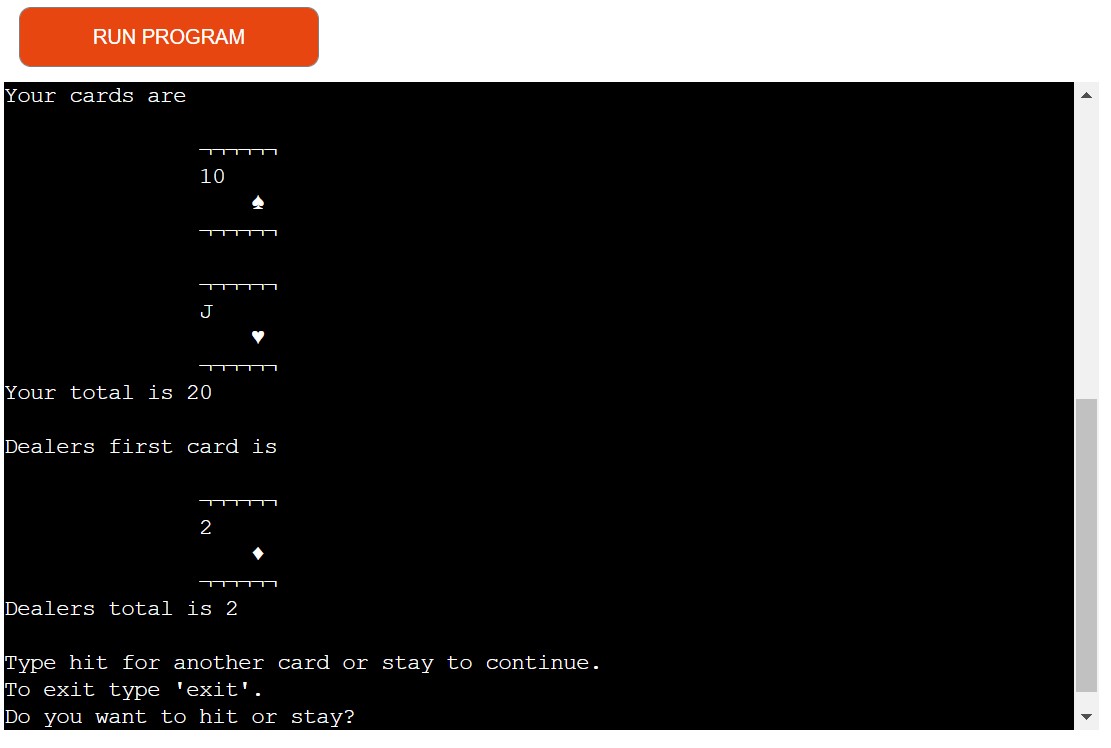 RUN PROGRAM
Your cards are
¬¬¬¬¬¬
10
♠
¬¬¬¬¬¬
¬¬¬¬¬¬
J
♥
¬¬¬¬¬¬
Your total is 20
Dealers first card is
¬¬¬¬¬¬
2
♦
¬¬¬¬¬¬
Dealers total is 2
Type hit for another card or stay to continue.
To exit type 'exit'.
Do you want to hit or stay?